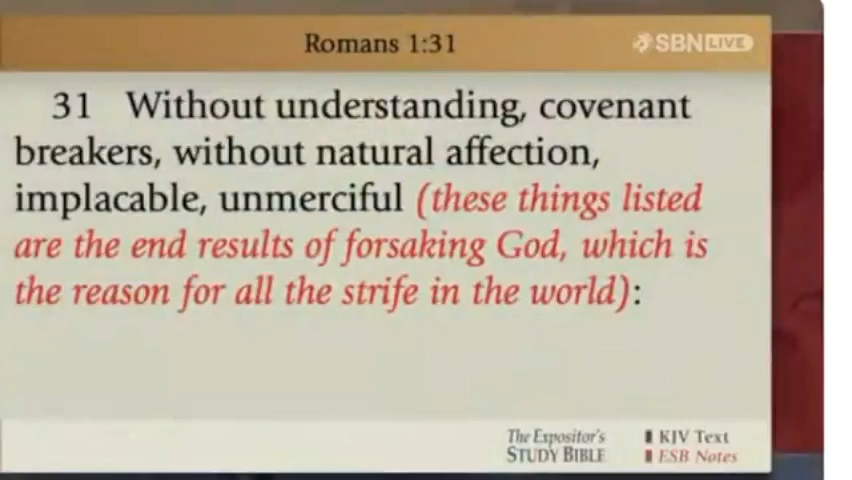 Romans 1:31
SBN LIVE
31 Without understanding, covenant
breakers, without natural affection,
implacable, unmerciful (these things listed
are the end results of forsaking God, which is
the reason for all the strife in the world):
The Expositor's
STUDY BIBLE
KJV Text
ESB Notes